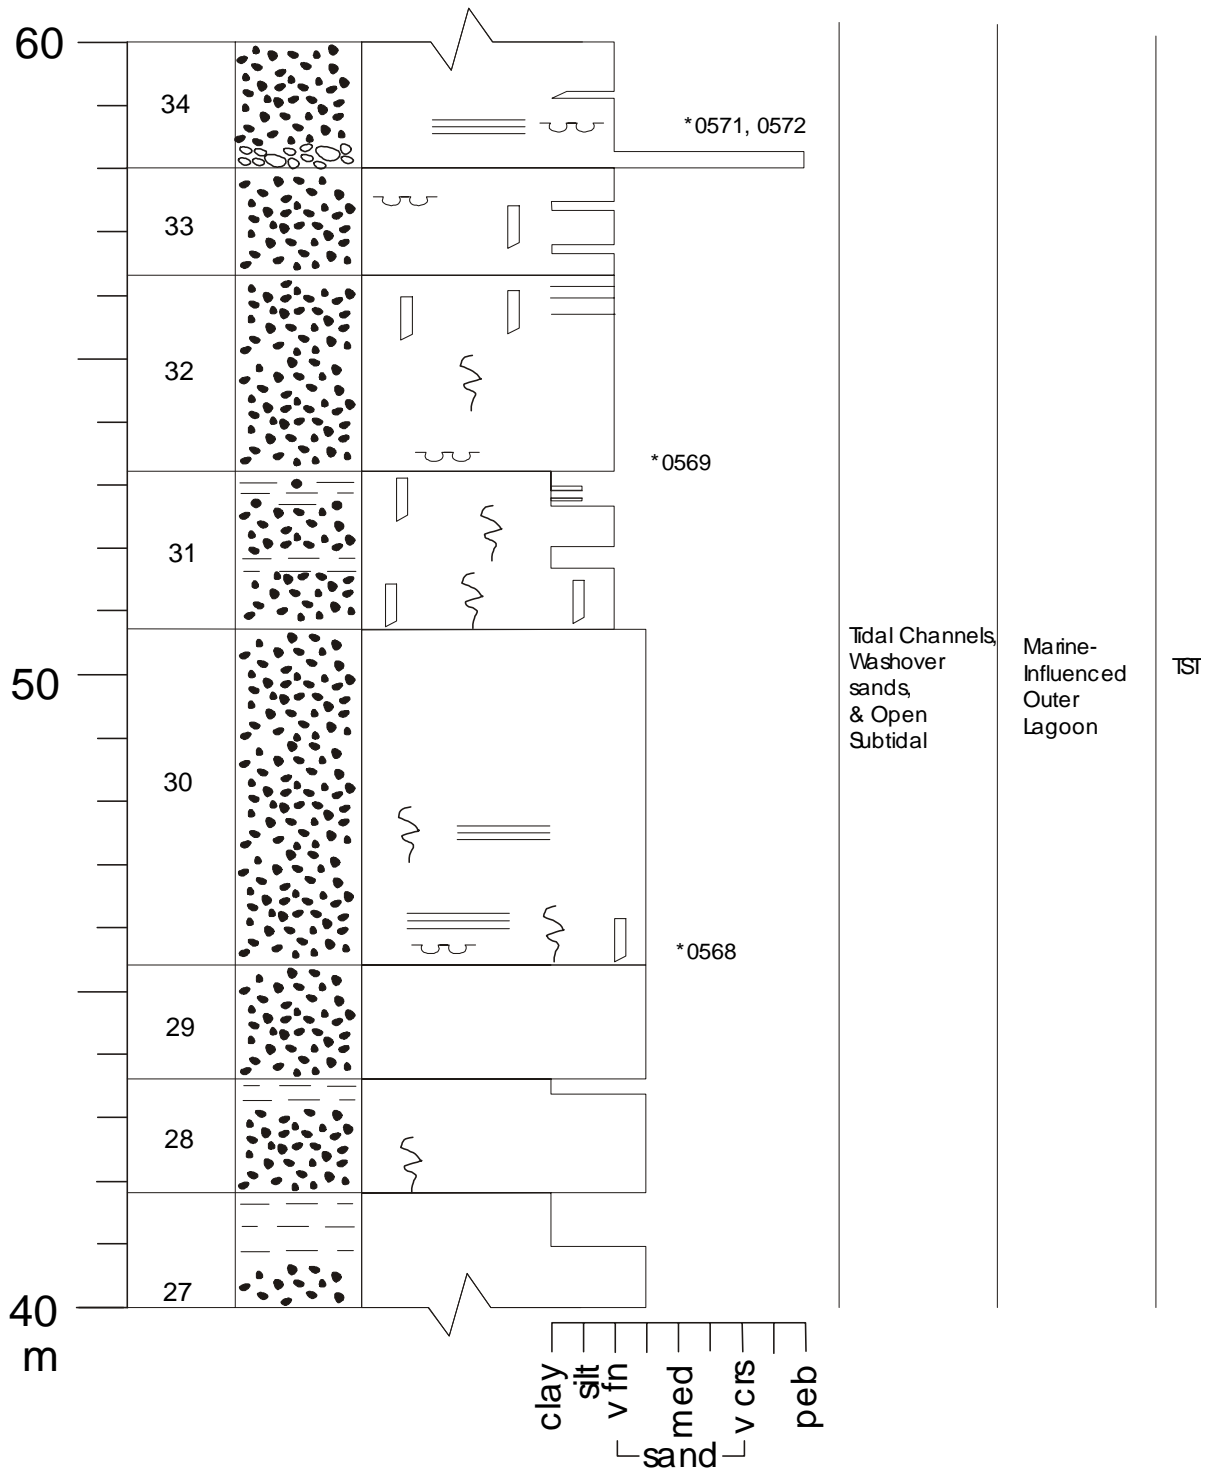 60
34
*0571, 0572
33
32
*0569
31
50
30
Tidal Channels,
Washover
sands,
& Open
Subtidal
Marine-
Influenced
Outer
Lagoon
TST
*0568
29
28
27
40
m
clay
silt
v fn
med
v crs
peb
sand